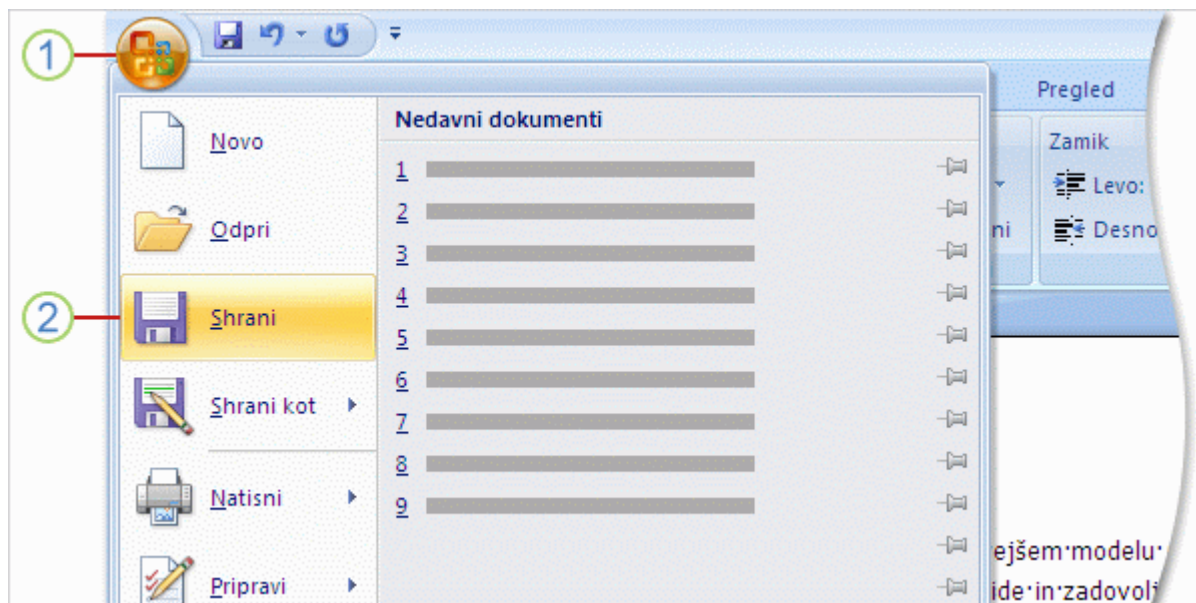 1
Pregled
Nedavni dokumenti
Novo
Zamik
1
Levo:
2
Odpri
ni
Desno
3
4
2
Shrani
5
6
Shrani kot
7
8
Natisni
9
ejšem·modelu·
Pripravi
ide·in·zadovolj